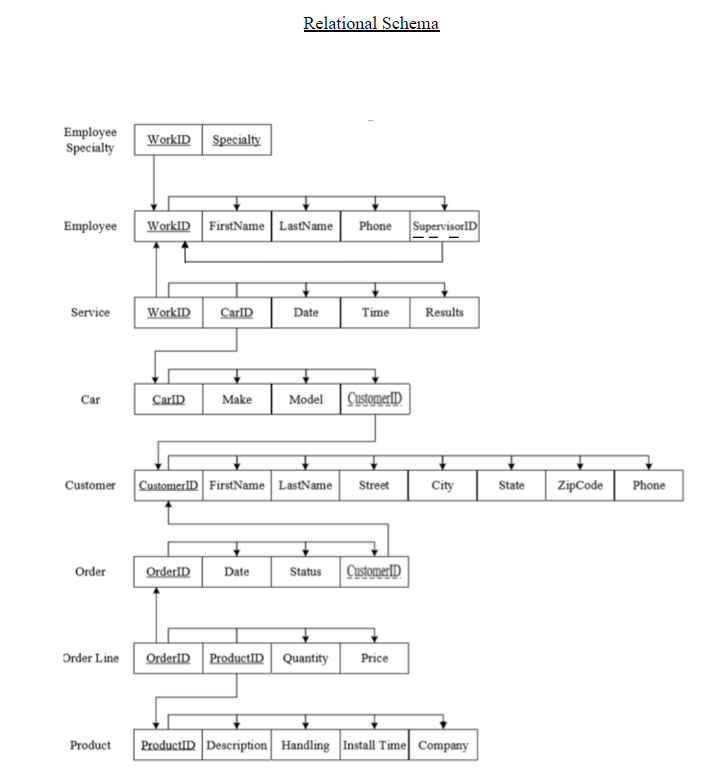 Relational Schema
Employee
Specialty
WorkID Specialty
Employee WorkID FirstName LastName Phone SupervisorID
Service WorkID CarID Date Time Results
Car CarID Make Model CustomerID
Customer CustomerID FirstName LastName Street City State ZipCode Phone
Order OrderID Date Status CustomerID
Order Line OrderID ProductID Quantity Price
Product ProductID Description Handling Install Time Company